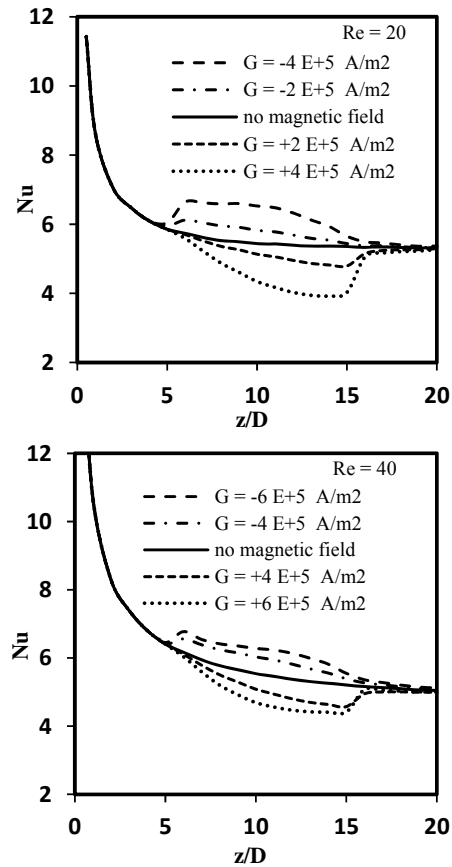 Re = 20
G = -4 E+5 A/m2
G = -2 E+5 A/m2
no magnetic field
G = +2 E+5 A/m2
G = +4 E+5 A/m2
12
10
8
6
4
2
Nu
0
5
10
15
20
z/D
Re = 40
G = -6 E+5 A/m2
G = -4 E+5 A/m2
no magnetic field
G = +4 E+5 A/m2
G = +6 E+5 A/m2
12
10
8
6
4
2
Nu
0
5
10
15
20
z/D